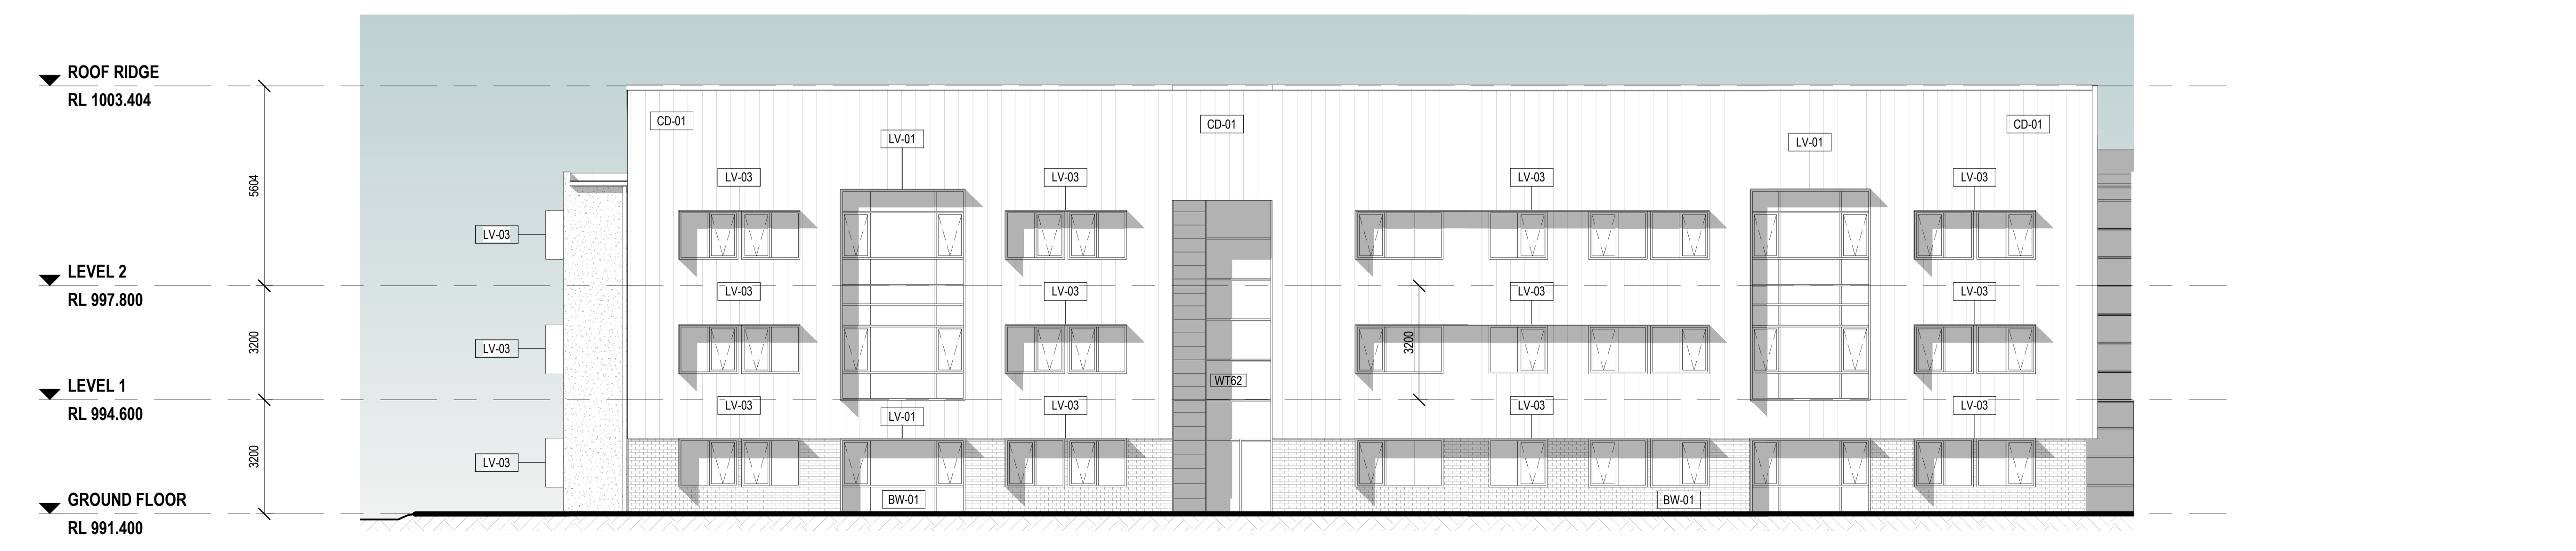 ROOF RIDGE
RL 1003.404
CD-01
CD-01
CD-01
LV-01
LV-01
LV-03
LV-03
LV-03
LV-03
5604
LV-03
LEVEL 2
RL 997.800
LV-03
LV-03
LV-03
LV-03
3200
3200
LV-03
WT62
LEVEL 1
RL 994.600
LV-03
LV-01
LV-03
LV-03
LV-03
3200
LV-03
GROUND FLOOR
RL 991.400
BW-01
BW-01